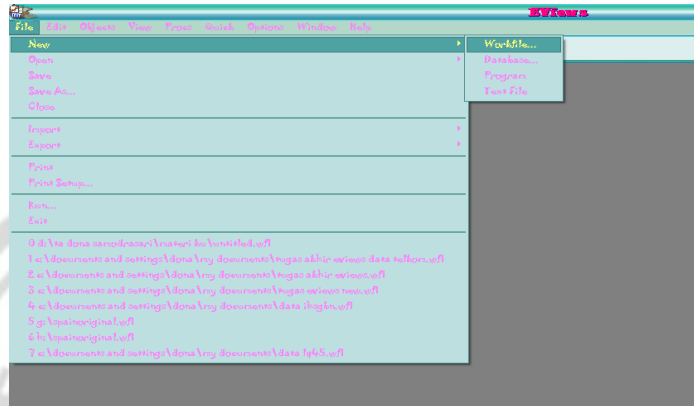 EViews
File Edit Objects View Procs Quick Options Window Help
New
Workfile...
Open
Database...
Save
Program
Save As...
Text File
Close
Import
Export
Print
Print Setup...
Run...
Exit
0 d:\ta dona samodrasari\materi ku\untitled.wf1
1 c:\documents and settings\dona\my documents\tugas akhir eviews data telkom.wf1
2 c:\documents and settings\dona\my documents\tugas akhir eviews.wf1
3 c:\documents and settings\dona\my documents\tugas eviews new.wf1
4 c:\documents and settings\dona\my documents\data ihsgbn.wf1
5 g:\spainoriginal.wf1
6 h:\spainoriginal.wf1
7 c:\documents and settings\dona\my documents\data lq45.wf1